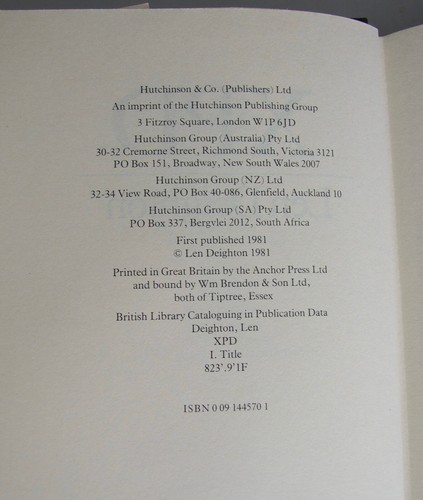 Hutchinson & Co. (Publishers) Ltd
An imprint of the Hutchinson Publishing Group
3 Fitzroy Square, London W1P 6JD
Hutchinson Group (Australia) Pty Ltd
30-32 Cremorne Street, Richmond South, Victoria 3121
PO Box 151, Broadway, New South Wales 2007
Hutchinson Group (NZ) Ltd
32-34 View Road, PO Box 40-086, Glenfield, Auckland 10
Hutchinson Group (SA) Pty Ltd
PO Box 337, Bergvlei 2012, South Africa
First published 1981
© Len Deighton 1981
Printed in Great Britain by the Anchor Press Ltd
and bound by Wm Brendon & Son Ltd,
both of Tiptree, Essex
British Library Cataloguing in Publication Data
Deighton, Len
XPD
I. Title
823'.9'1F
ISBN 0 09 144570 1